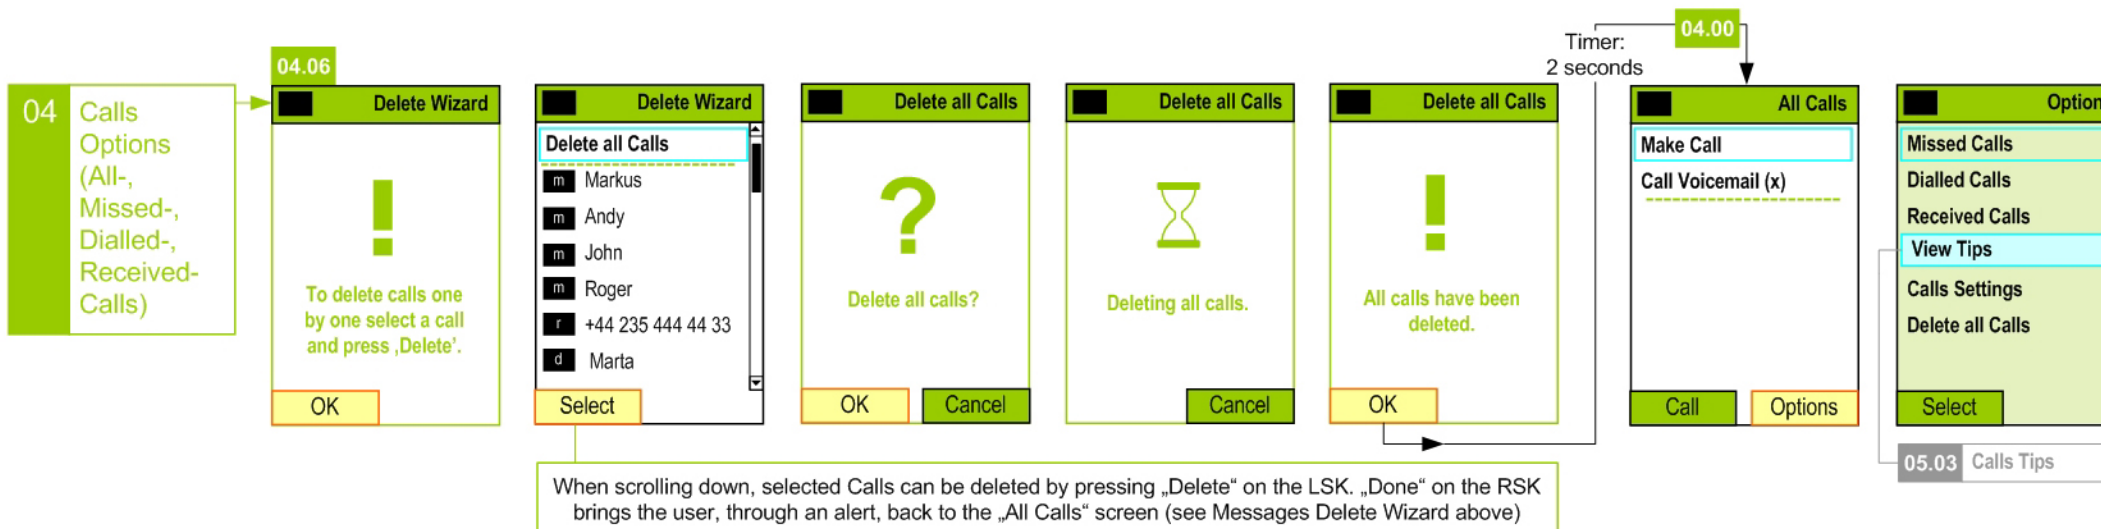 04
Calls
Options
(All-,
Missed-,
Dialled-,
Received-
Calls)
04.06
Delete Wizard
!
To delete calls one
by one select a call
and press ‚Delete’.
OK
Delete Wizard
Delete all Calls
m Markus
m Andy
m John
m Roger
r +44 235 444 44 33
d Marta
Select
Delete all Calls
?
Delete all calls?
OK Cancel
Delete all Calls
Deleting all calls.
Cancel
Delete all Calls
!
All calls have been
deleted.
OK
Timer:
2 seconds
04.00
All Calls
Make Call
Call Voicemail (x)
Call Options
Option
Missed Calls
Dialled Calls
Received Calls
View Tips
Calls Settings
Delete all Calls
Select
05.03 Calls Tips
When scrolling down, selected Calls can be deleted by pressing „Delete“ on the LSK. „Done“ on the RSK
brings the user, through an alert, back to the „All Calls“ screen (see Messages Delete Wizard above)